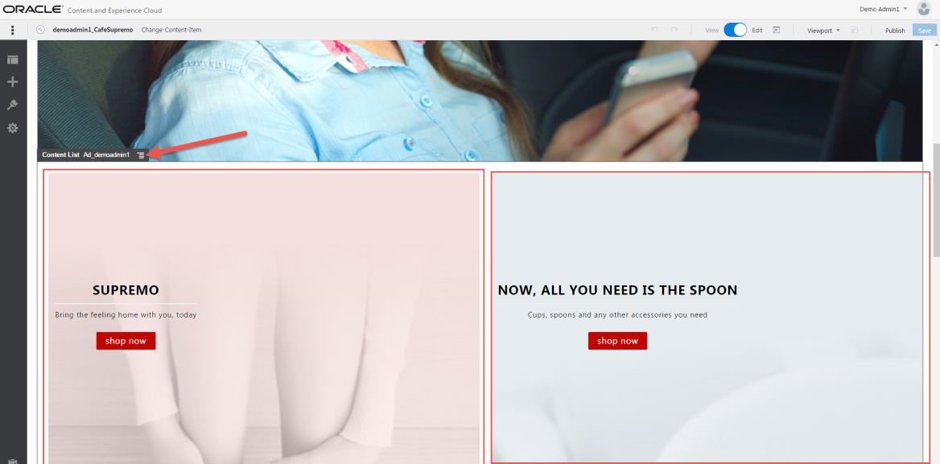 ORACLE® Content and Experience Cloud
Demo Admin1
demoadmin1_CafeSupremo Change-Content-Item
View Edit Viewport Publish Save
Content List Ad_demoadmin1
SUPREMO
Bring the feeling home with you, today
shop now
NOW, ALL YOU NEED IS THE SPOON
Cups, spoons and any other accessories you need
shop now